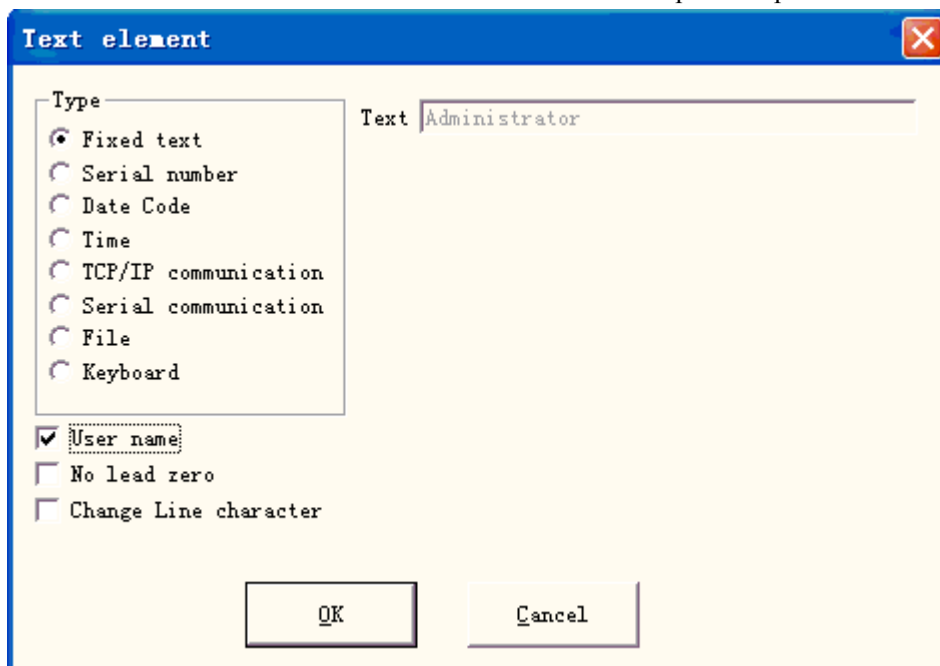 Text element
Type
Fixed text
Serial number
Date Code
Time
TCP/IP communication
Serial communication
File
Keyboard
Text Administrator
User name
No lead zero
Change Line character
OK
Cancel